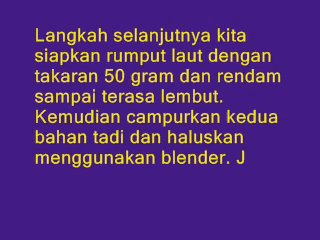 Langkah selanjutnya kita
siapkan rumput laut dengan
takaran 50 gram dan rendam
sampai terasa lembut.
Kemudian campurkan kedua
bahan tadi dan haluskan
menggunakan blender. J